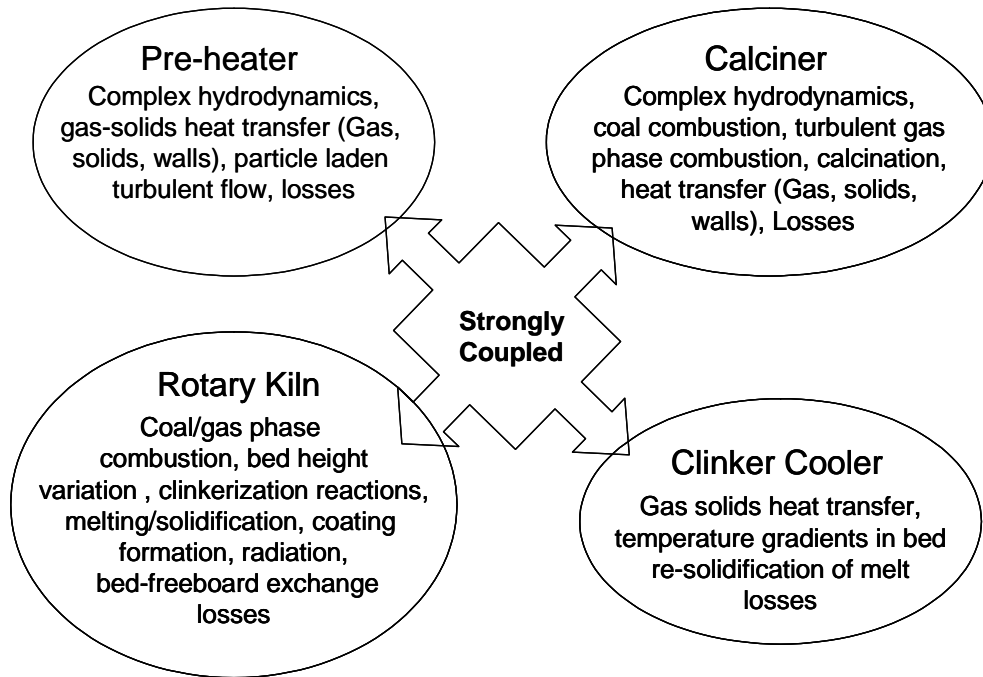 Pre-heater
Complex hydrodynamics,
gas-solids heat transfer (Gas,
solids, walls), particle laden
turbulent flow, losses
Calciner
Complex hydrodynamics,
coal combustion, turbulent gas
phase combustion, calcination,
heat transfer (Gas, solids,
walls), Losses
Strongly
Coupled
Rotary Kiln
Coal/gas phase
combustion, bed height
variation , clinkerization reactions,
melting/solidification, coating
formation, radiation,
bed-freeboard exchange
losses
Clinker Cooler
Gas solids heat transfer,
temperature gradients in bed
re-solidification of melt
losses